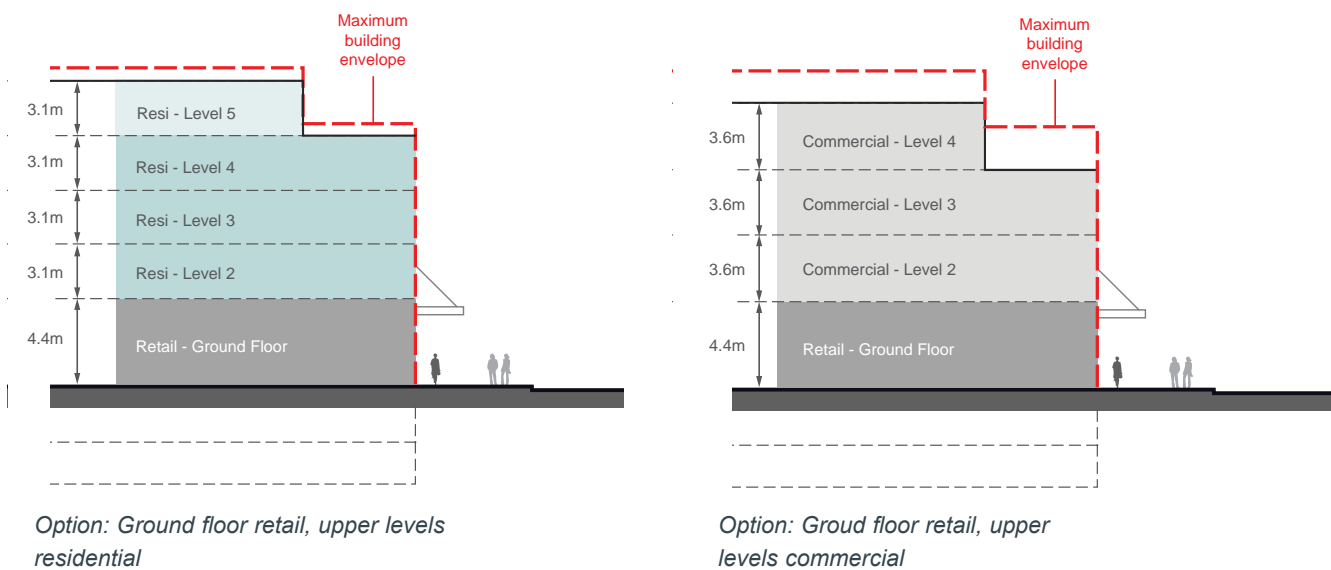 Maximum
building
envelope
3.1m
Resi - Level 5
3.1m
Resi - Level 4
3.1m
Resi - Level 3
3.1m
Resi - Level 2
4.4m
Retail - Ground Floor
Option: Ground floor retail, upper levels
residential
Maximum
building
envelope
3.6m
Commercial - Level 4
3.6m
Commercial - Level 3
3.6m
Commercial - Level 2
4.4m
Retail - Ground Floor
Option: Groud floor retail, upper
levels commercial